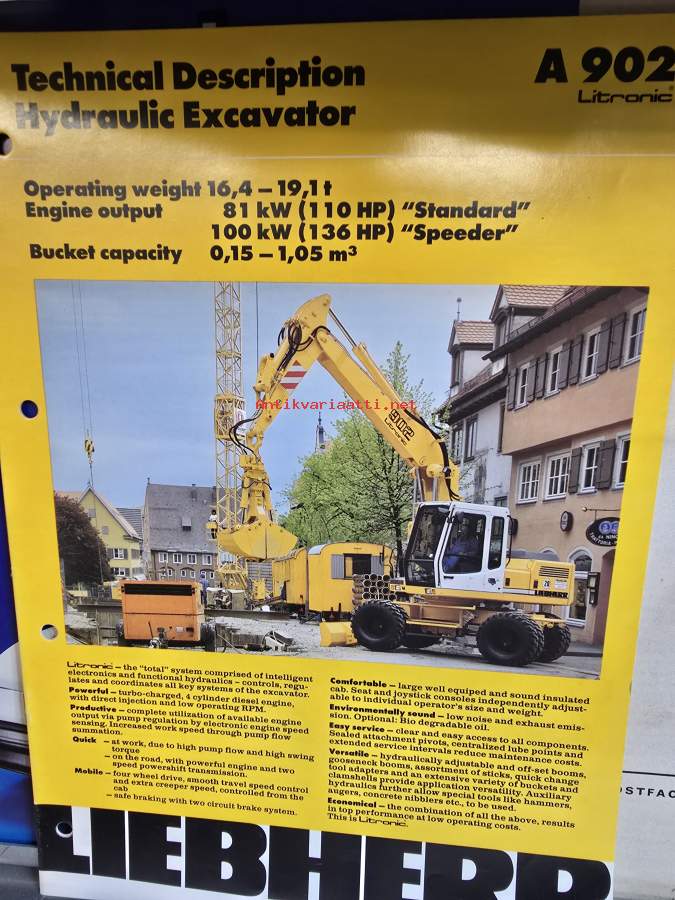 Technical Description
Hydraulic Excavator
A 902
Litronic®
Operating weight 16,4 – 19,1 t
Engine output 81 kW (110 HP) “Standard”
100 kW (136 HP) “Speeder”
Bucket capacity 0,15 – 1,05 m³
Antikvariaatti.net
902
Litronic
LIEBHERR
Litronic – the “total” system comprised of intelligent
electronics and functional hydraulics – controls, regu-
lates and coordinates all key systems of the excavator.
Powerful – turbo-charged, 4 cylinder diesel engine,
with direct injection and low operating RPM.
Productive – complete utilization of available engine
output via pump regulation by electronic engine speed
sensing. Increased work speed through pump flow
summation.
Quick – at work, due to high pump flow and high swing
torque
– on the road, with powerful engine and two
speed powershift transmission.
Mobile – four wheel drive, smooth travel speed control
and extra creeper speed, controlled from the
cab
– safe braking with two circuit brake system.
Comfortable – large well equiped and sound insulated
cab. Seat and joystick consoles independently adjust-
able to individual operator's size and weight.
Environmentally sound – low noise and exhaust emis-
sion. Optional: Bio degradable oil.
Easy service – clear and easy access to all components.
Sealed attachment pivots, centralized lube points and
extended service intervals reduce maintenance costs.
Versatile – hydraulically adjustable and off-set booms,
gooseneck booms, assortment of sticks, quick change
tool adapters and an extensive variety of buckets and
clamshells provide application versatility. Auxiliary
hydraulics further allow special tools like hammers,
augers, concrete nibblers etc., to be used.
Economical – the combination of all the above, results
in top performance at low operating costs.
This is Litronic.
LIEBHERR
OSTFAC